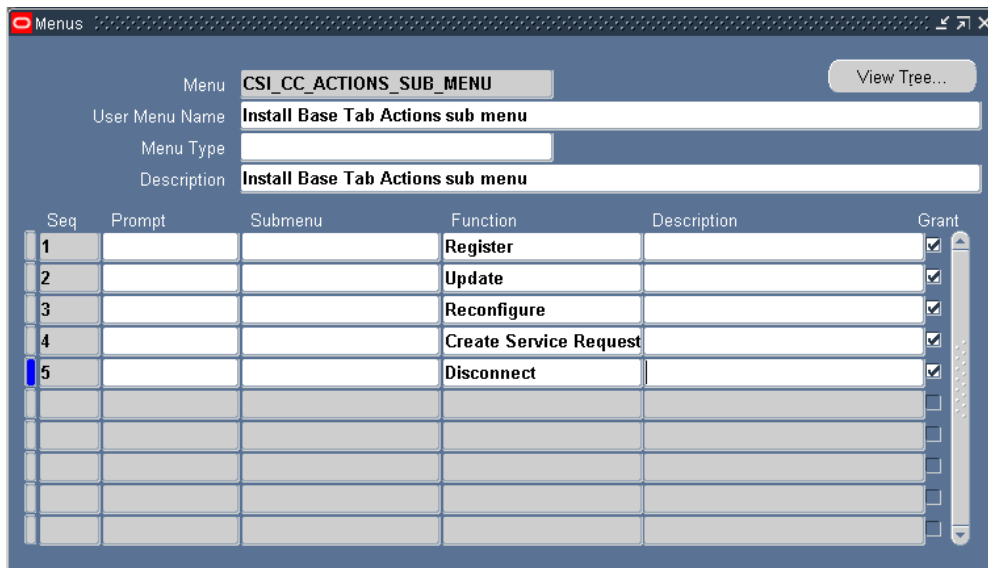 Menus
Menu CSI_CC_ACTIONS_SUB_MENU View Tree...
User Menu Name Install Base Tab Actions sub menu
Menu Type
Description Install Base Tab Actions sub menu
Seq Prompt Submenu Function Description Grant
1 Register
2 Update
3 Reconfigure
4 Create Service Request
5 Disconnect